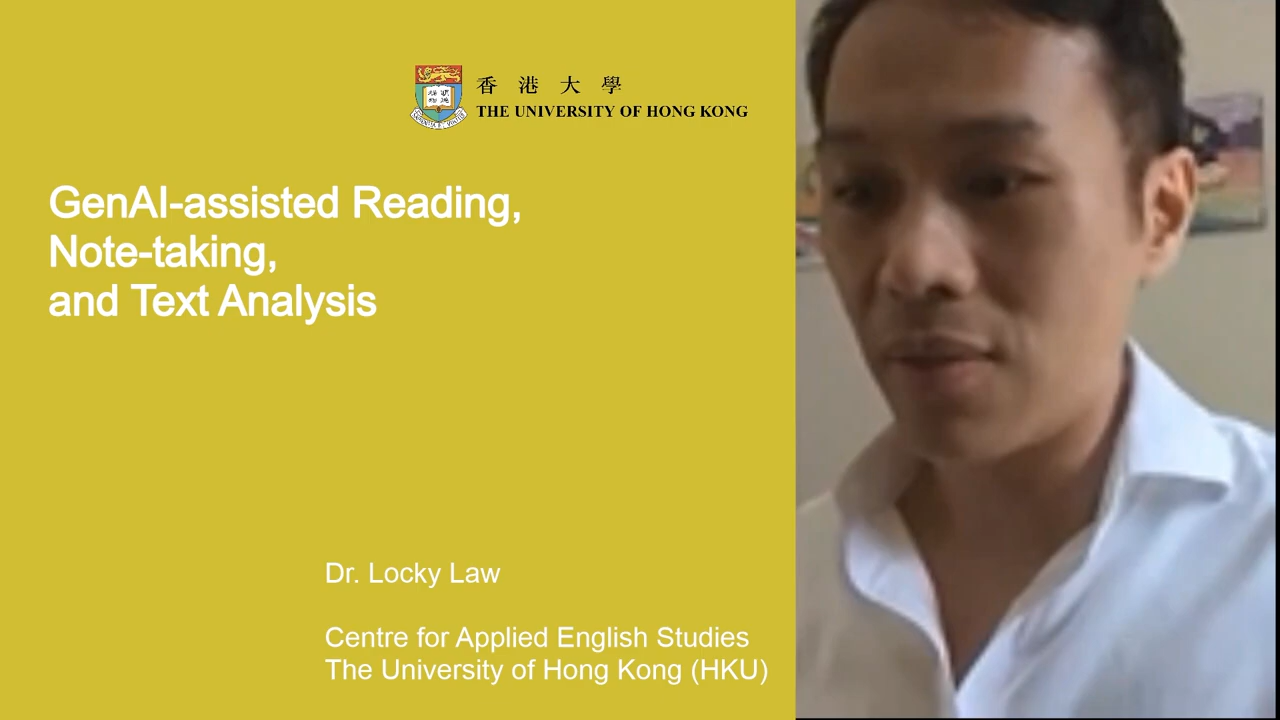 香港大學
THE UNIVERSITY OF HONG KONG
GenAI-assisted Reading,
Note-taking,
and Text Analysis
Dr. Locky Law
Centre for Applied English Studies
The University of Hong Kong (HKU)